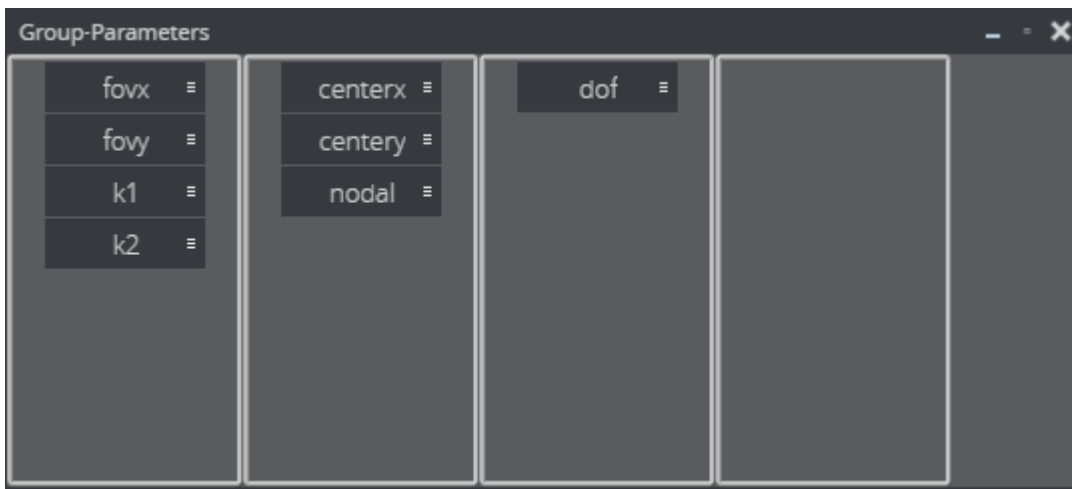 Group-Parameters
fovx
fovy
k1
k2
centerx
centery
nodal
dof